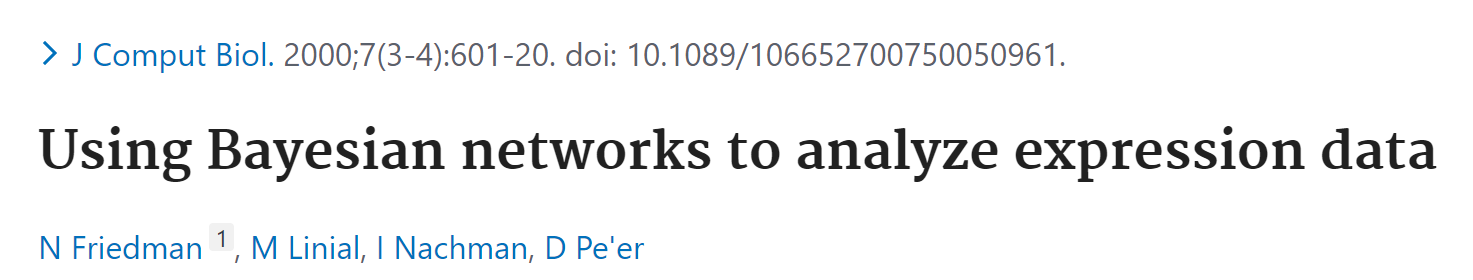 J Comput Biol. 2000;7(3-4):601-20. doi: 10.1089/106652700750050961.
Using Bayesian networks to analyze expression data
N Friedman 1, M Linial, I Nachman, D Pe'er